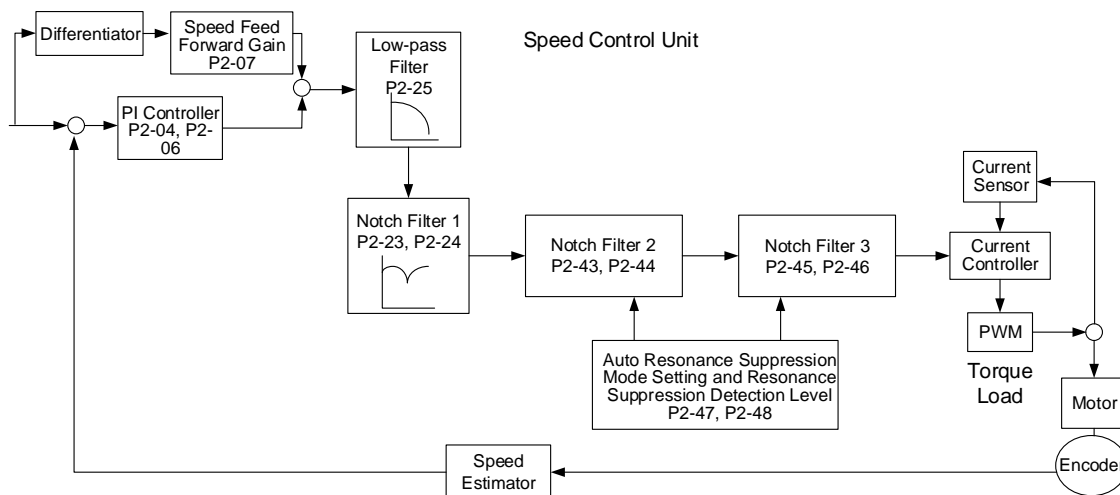 Speed Control Unit
Differentiator
Speed Feed
Forward Gain
P2-07
PI Controller
P2-04, P2-
06
Low-pass
Filter
P2-25
Notch Filter 1
P2-23, P2-24
Notch Filter 2
P2-43, P2-44
Notch Filter 3
P2-45, P2-46
Current
Sensor
Current
Controller
PWM
Torque
Load
Auto Resonance Suppression
Mode Setting and Resonance
Suppression Detection Level
P2-47, P2-48
Motor
Encoder
Speed
Estimator